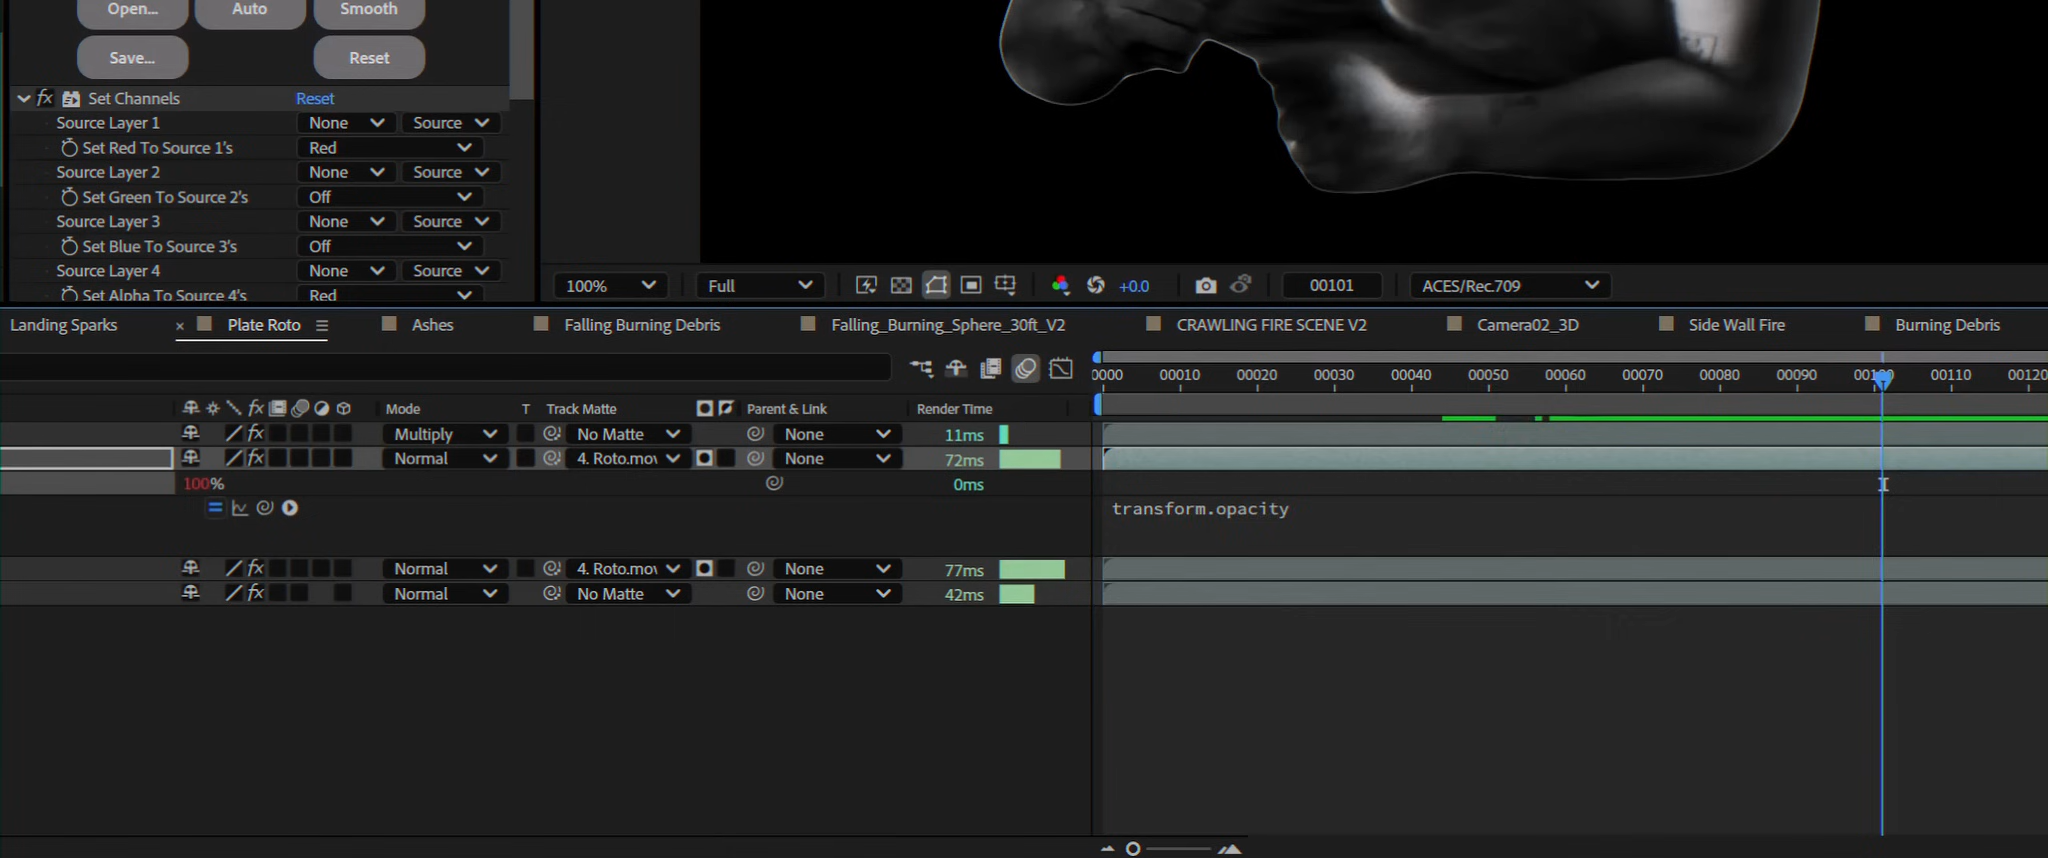 Open... Auto Smooth
Save... Reset
fx Set Channels Reset
Source Layer 1 None Source
Set Red To Source 1's Red
Source Layer 2 None Source
Set Green To Source 2's Off
Source Layer 3 None Source
Set Blue To Source 3's Off
Source Layer 4 None Source
Set Alpha To Source 4's Red
100% Full +0.0 00101 ACES/Rec.709
Landing Sparks × Plate Roto Ashes Falling Burning Debris Falling_Burning_Sphere_30ft_V2 CRAWLING FIRE SCENE V2 Camera02_3D Side Wall Fire Burning Debris
0000 00010 00020 00030 00040 00050 00060 00070 00080 00090 00100 00110 00120
fx Mode T Track Matte Parent & Link Render Time
fx Multiply No Matte None 11ms
fx Normal 4. Roto.mov None 72ms
100% 0ms
transform.opacity
fx Normal 4. Roto.mov None 77ms
fx Normal No Matte None 42ms